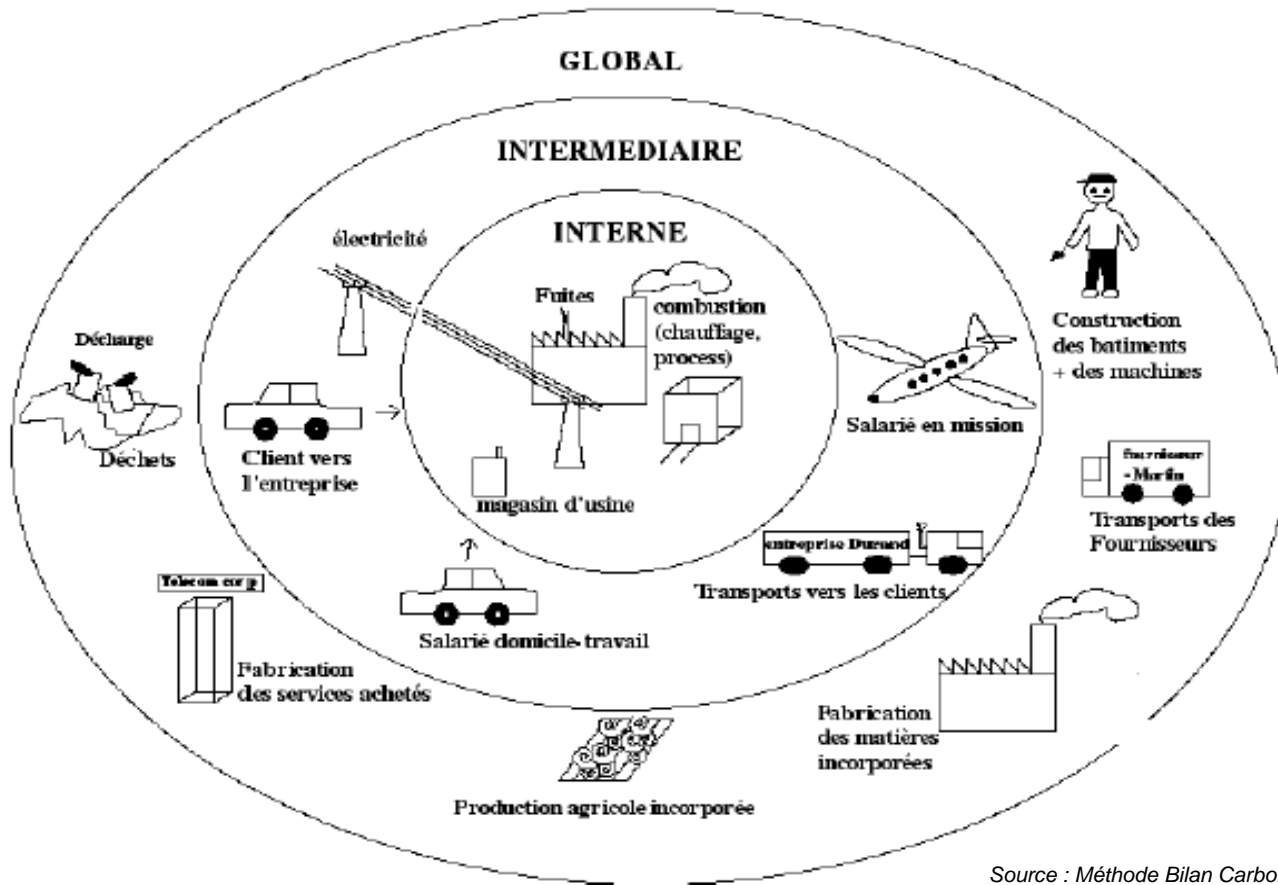 GLOBAL
INTERMEDIAIRE
INTERNE
électricité
Fuites
combustion
(chauffage,
process)
Décharge
Déchets
Client vers
l'entreprise
magasin d'usine
Salarié en mission
Construction
des batiments
+ des machines
fournisseur
-Martin
Transports des
Fournisseurs
entreprise Durand
Transports vers les clients
Salarié domicile-travail
Telecom corp
Fabrication
des services achetés
Fabrication
des matières
incorporées
Production agricole incorporée
Source : Méthode Bilan Carbo